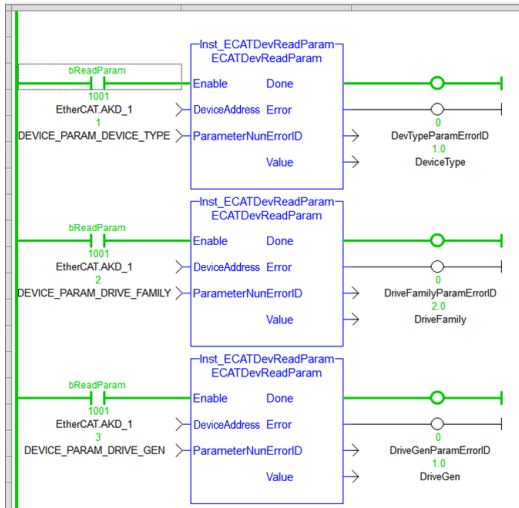 Inst_ECATDevReadParam
ECATDevReadParam
bReadParam
Enable Done
1001
EtherCAT.AKD_1 DeviceAddress Error
1 0
DEVICE_PARAM_DEVICE_TYPE ParameterNunErrorID DevTypeParamErrorID
1.0
Value DeviceType
Inst_ECATDevReadParam
ECATDevReadParam
bReadParam
Enable Done
1001
EtherCAT.AKD_1 DeviceAddress Error
2 0
DEVICE_PARAM_DRIVE_FAMILY ParameterNunErrorID DriveFamilyParamErrorID
2.0
Value DriveFamily
Inst_ECATDevReadParam
ECATDevReadParam
bReadParam
Enable Done
1001
EtherCAT.AKD_1 DeviceAddress Error
3 0
DEVICE_PARAM_DRIVE_GEN ParameterNunErrorID DriveGenParamErrorID
1.0
Value DriveGen